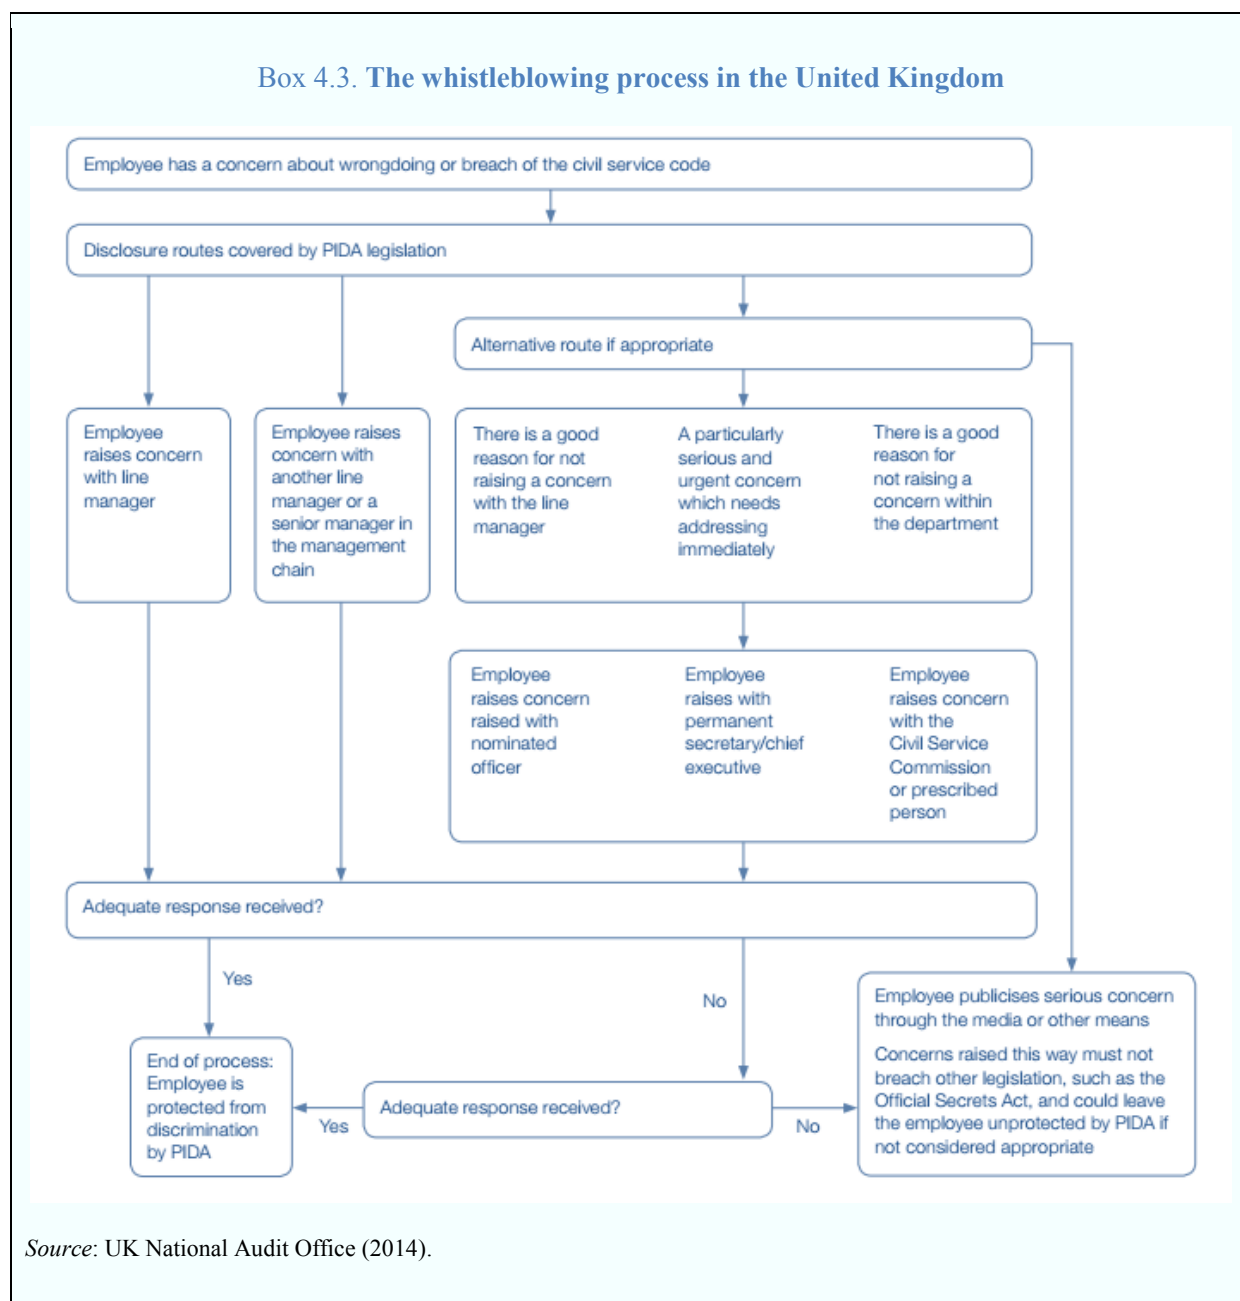 Box 4.3. The whistleblowing process in the United Kingdom
Employee has a concern about wrongdoing or breach of the civil service code
Disclosure routes covered by PIDA legislation
Alternative route if appropriate
Employee
raises concern
with line
manager
Employee raises
concern with
another line
manager or a
senior manager in
the management
chain
There is a good
reason for not
raising a concern
with the line
manager
A particularly
serious and
urgent concern
which needs
addressing
immediately
There is a good
reason for
not raising a
concern within
the department
Employee
raises concern
raised with
nominated
officer
Employee
raises with
permanent
secretary/chief
executive
Employee
raises concern
with the
Civil Service
Commission
or prescribed
person
Adequate response received?
Yes
No
End of process:
Employee is
protected from
discrimination
by PIDA
Yes
Adequate response received?
No
Employee publicises serious concern
through the media or other means
Concerns raised this way must not
breach other legislation, such as the
Official Secrets Act, and could leave
the employee unprotected by PIDA if
not considered appropriate
Source: UK National Audit Office (2014).